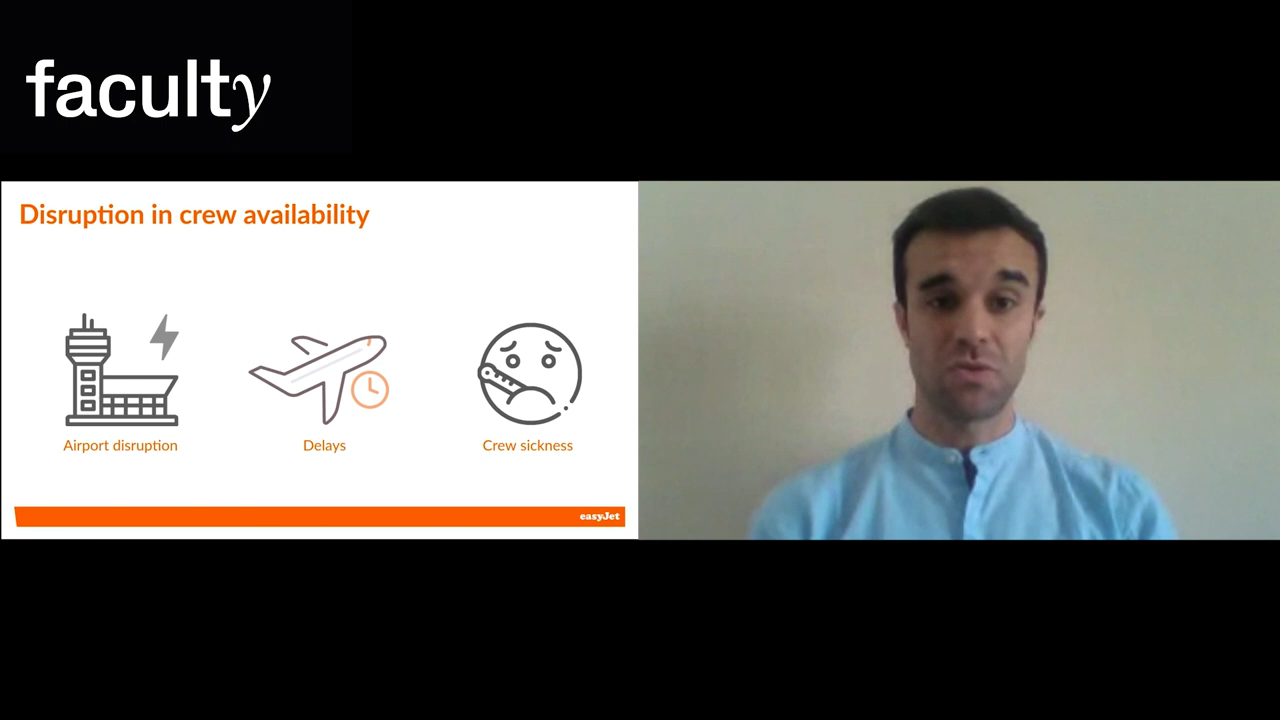 faculty
Disruption in crew availability
Airport disruption
Delays
Crew sickness
easyJet